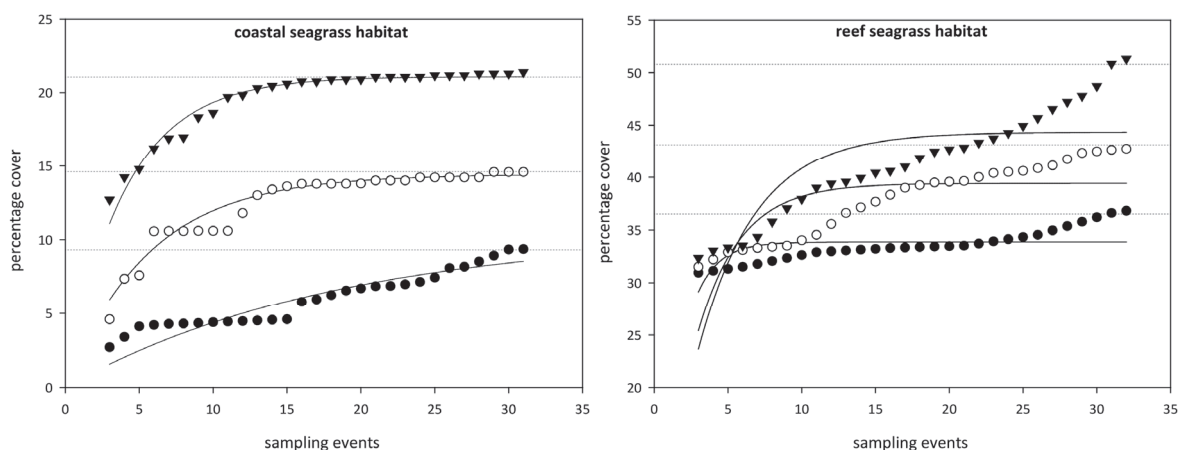 coastal seagrass habitat
percentage cover
25
20
15
10
5
0
0 5 10 15 20 25 30 35
sampling events
reef seagrass habitat
percentage cover
55
50
45
40
35
30
25
20
0 5 10 15 20 25 30 35
sampling events